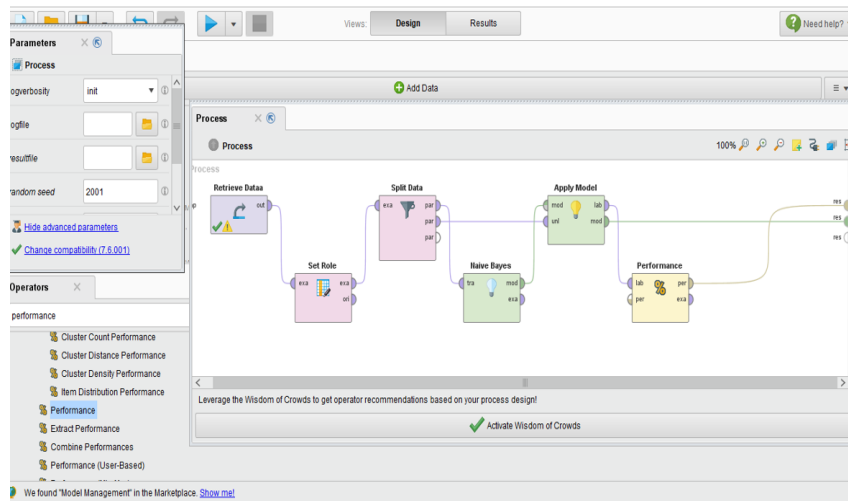 Views: Design Results Need help?
Parameters
Process
ogverbosity init
ogfile
esultfile
random seed 2001
Hide advanced parameters
Change compatibility (7.6.001)
Add Data
Process
Process 100%
Process
Retrieve Dataa
out
Split Data
exa par
par
par
Apply Model
mod lab
unl mod
res
res
res
Set Role
exa exa
ori
Naive Bayes
tra mod
exa
Performance
lab per
per exa
Leverage the Wisdom of Crowds to get operator recommendations based on your process design!
Activate Wisdom of Crowds
Operators
performance
Cluster Count Performance
Cluster Distance Performance
Cluster Density Performance
Item Distribution Performance
Performance
Extract Performance
Combine Performances
Performance (User-Based)
We found "Model Management" in the Marketplace. Show me!